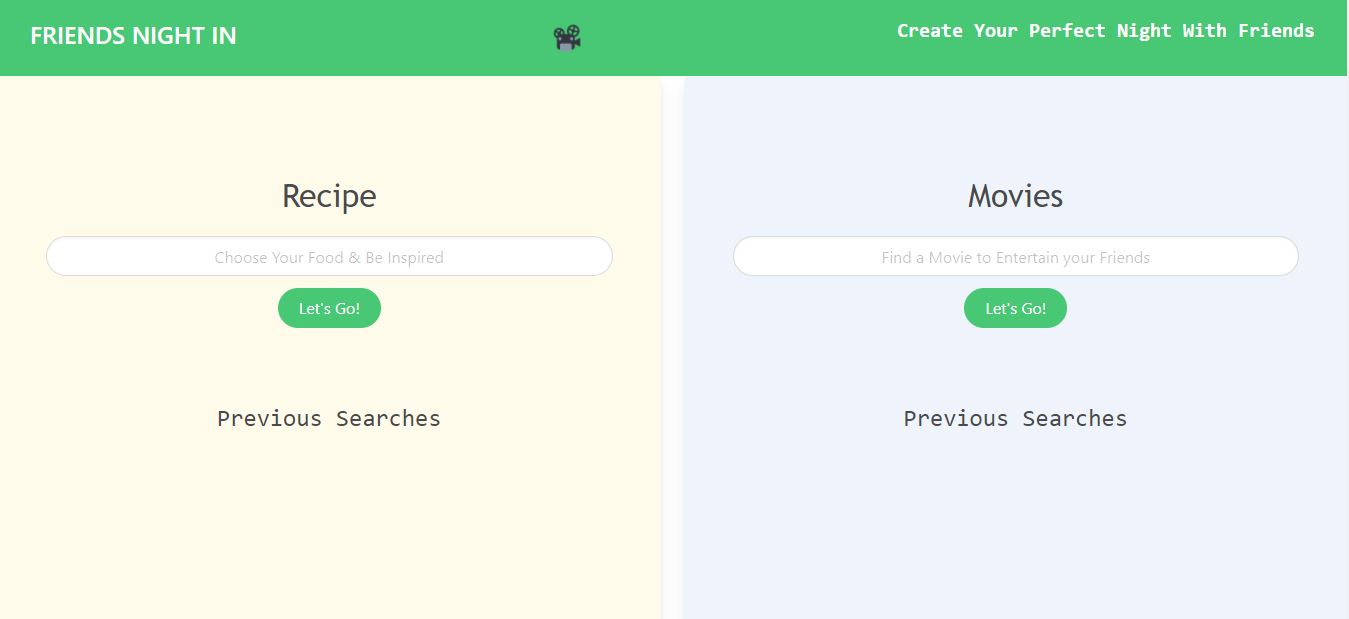 FRIENDS NIGHT IN
Create Your Perfect Night With Friends
Recipe
Choose Your Food & Be Inspired
Let's Go!
Previous Searches
Movies
Find a Movie to Entertain your Friends
Let's Go!
Previous Searches